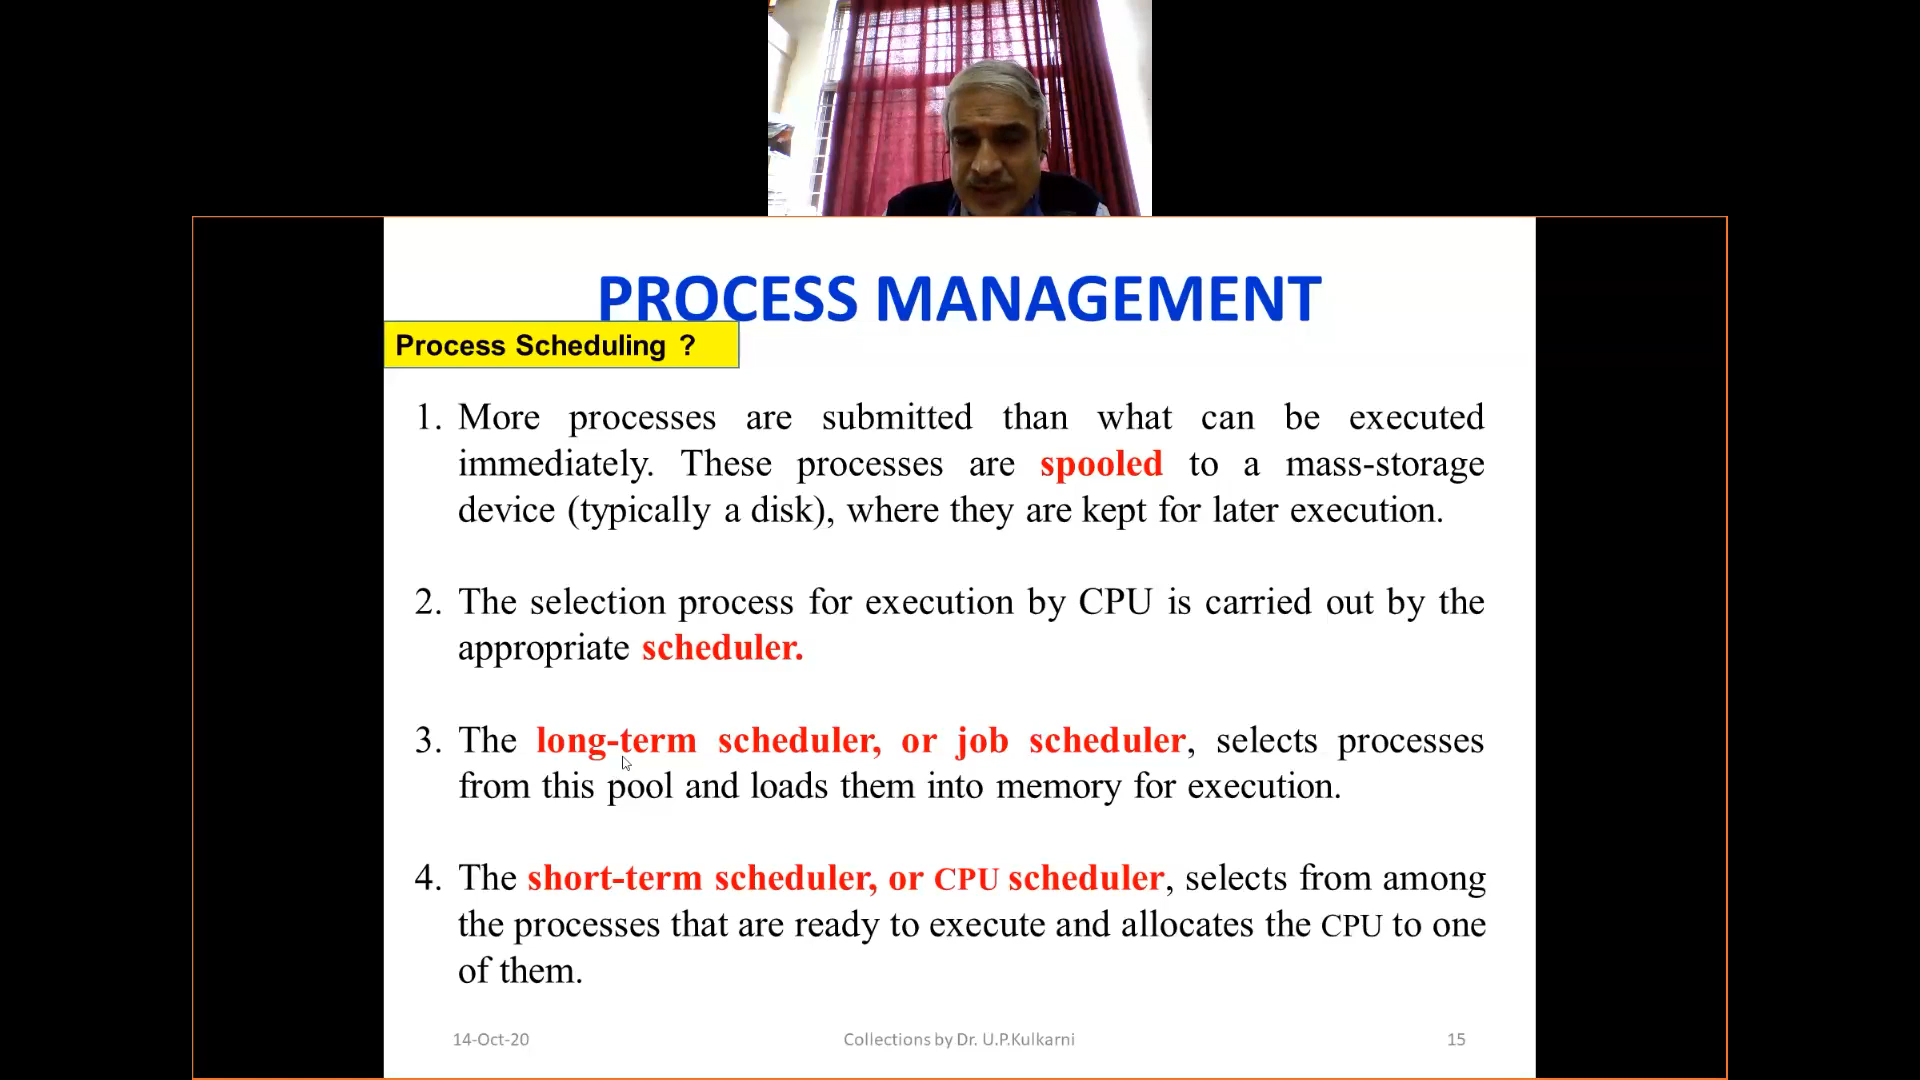 PROCESS MANAGEMENT
Process Scheduling ?
1. More processes are submitted than what can be executed
immediately. These processes are spooled to a mass-storage
device (typically a disk), where they are kept for later execution.
2. The selection process for execution by CPU is carried out by the
appropriate scheduler.
3. The long-term scheduler, or job scheduler, selects processes
from this pool and loads them into memory for execution.
4. The short-term scheduler, or CPU scheduler, selects from among
the processes that are ready to execute and allocates the CPU to one
of them.
14-Oct-20 Collections by Dr. U.P.Kulkarni 15